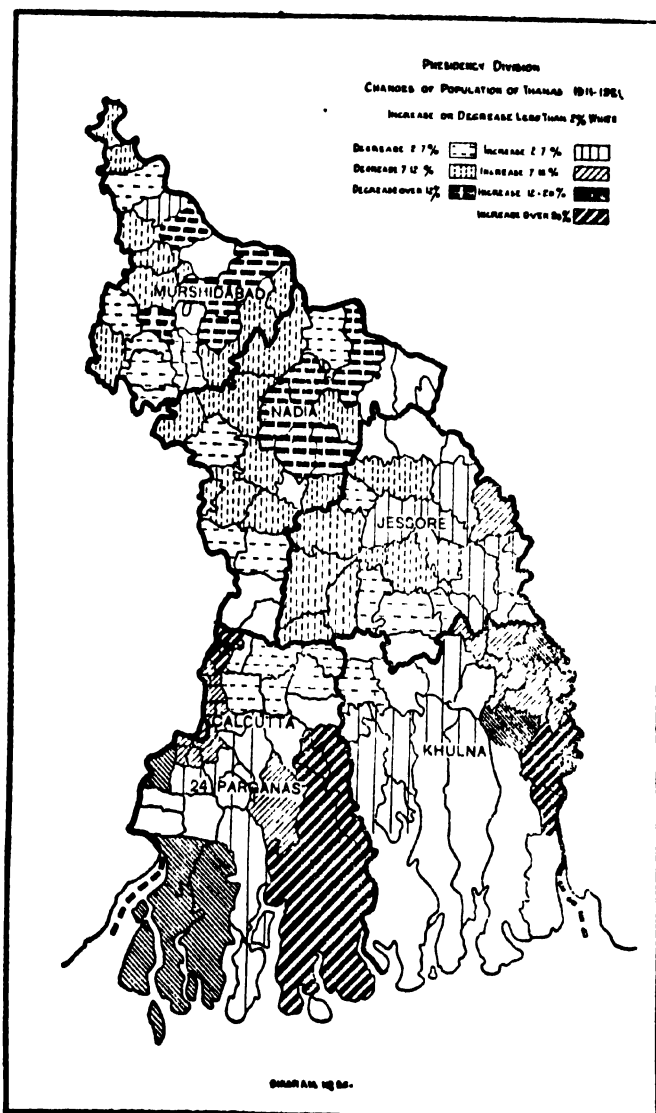 PRESIDENCY DIVISION
CHANGES OF POPULATION OF THANAS 1911-1921,
INCREASE OR DECREASE LESS THAN 2% WHITE
DECREASE 2 7% INCREASE 2 7%
DECREASE 7 12 % INCREASE 7 %
DECREASE OVER 12% INCREASE 12-20%
INCREASE OVER 20%
MURSHIDABAD
NADIA
JESSORE
CALCUTTA
KHULNA
24 PARGANAS
DIAGRAM